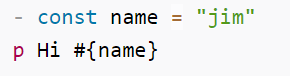 - const name = "jim"
p Hi #{name}